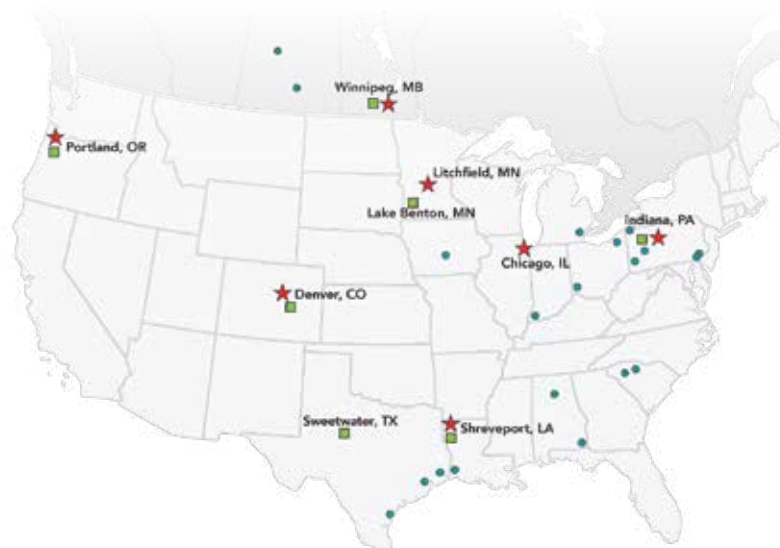 Winnipeg, MB
Portland, OR
Litchfield, MN
Lake Benton, MN
Indiana, PA
Chicago, IL
Denver, CO
Sweetwater, TX
Shreveport, LA